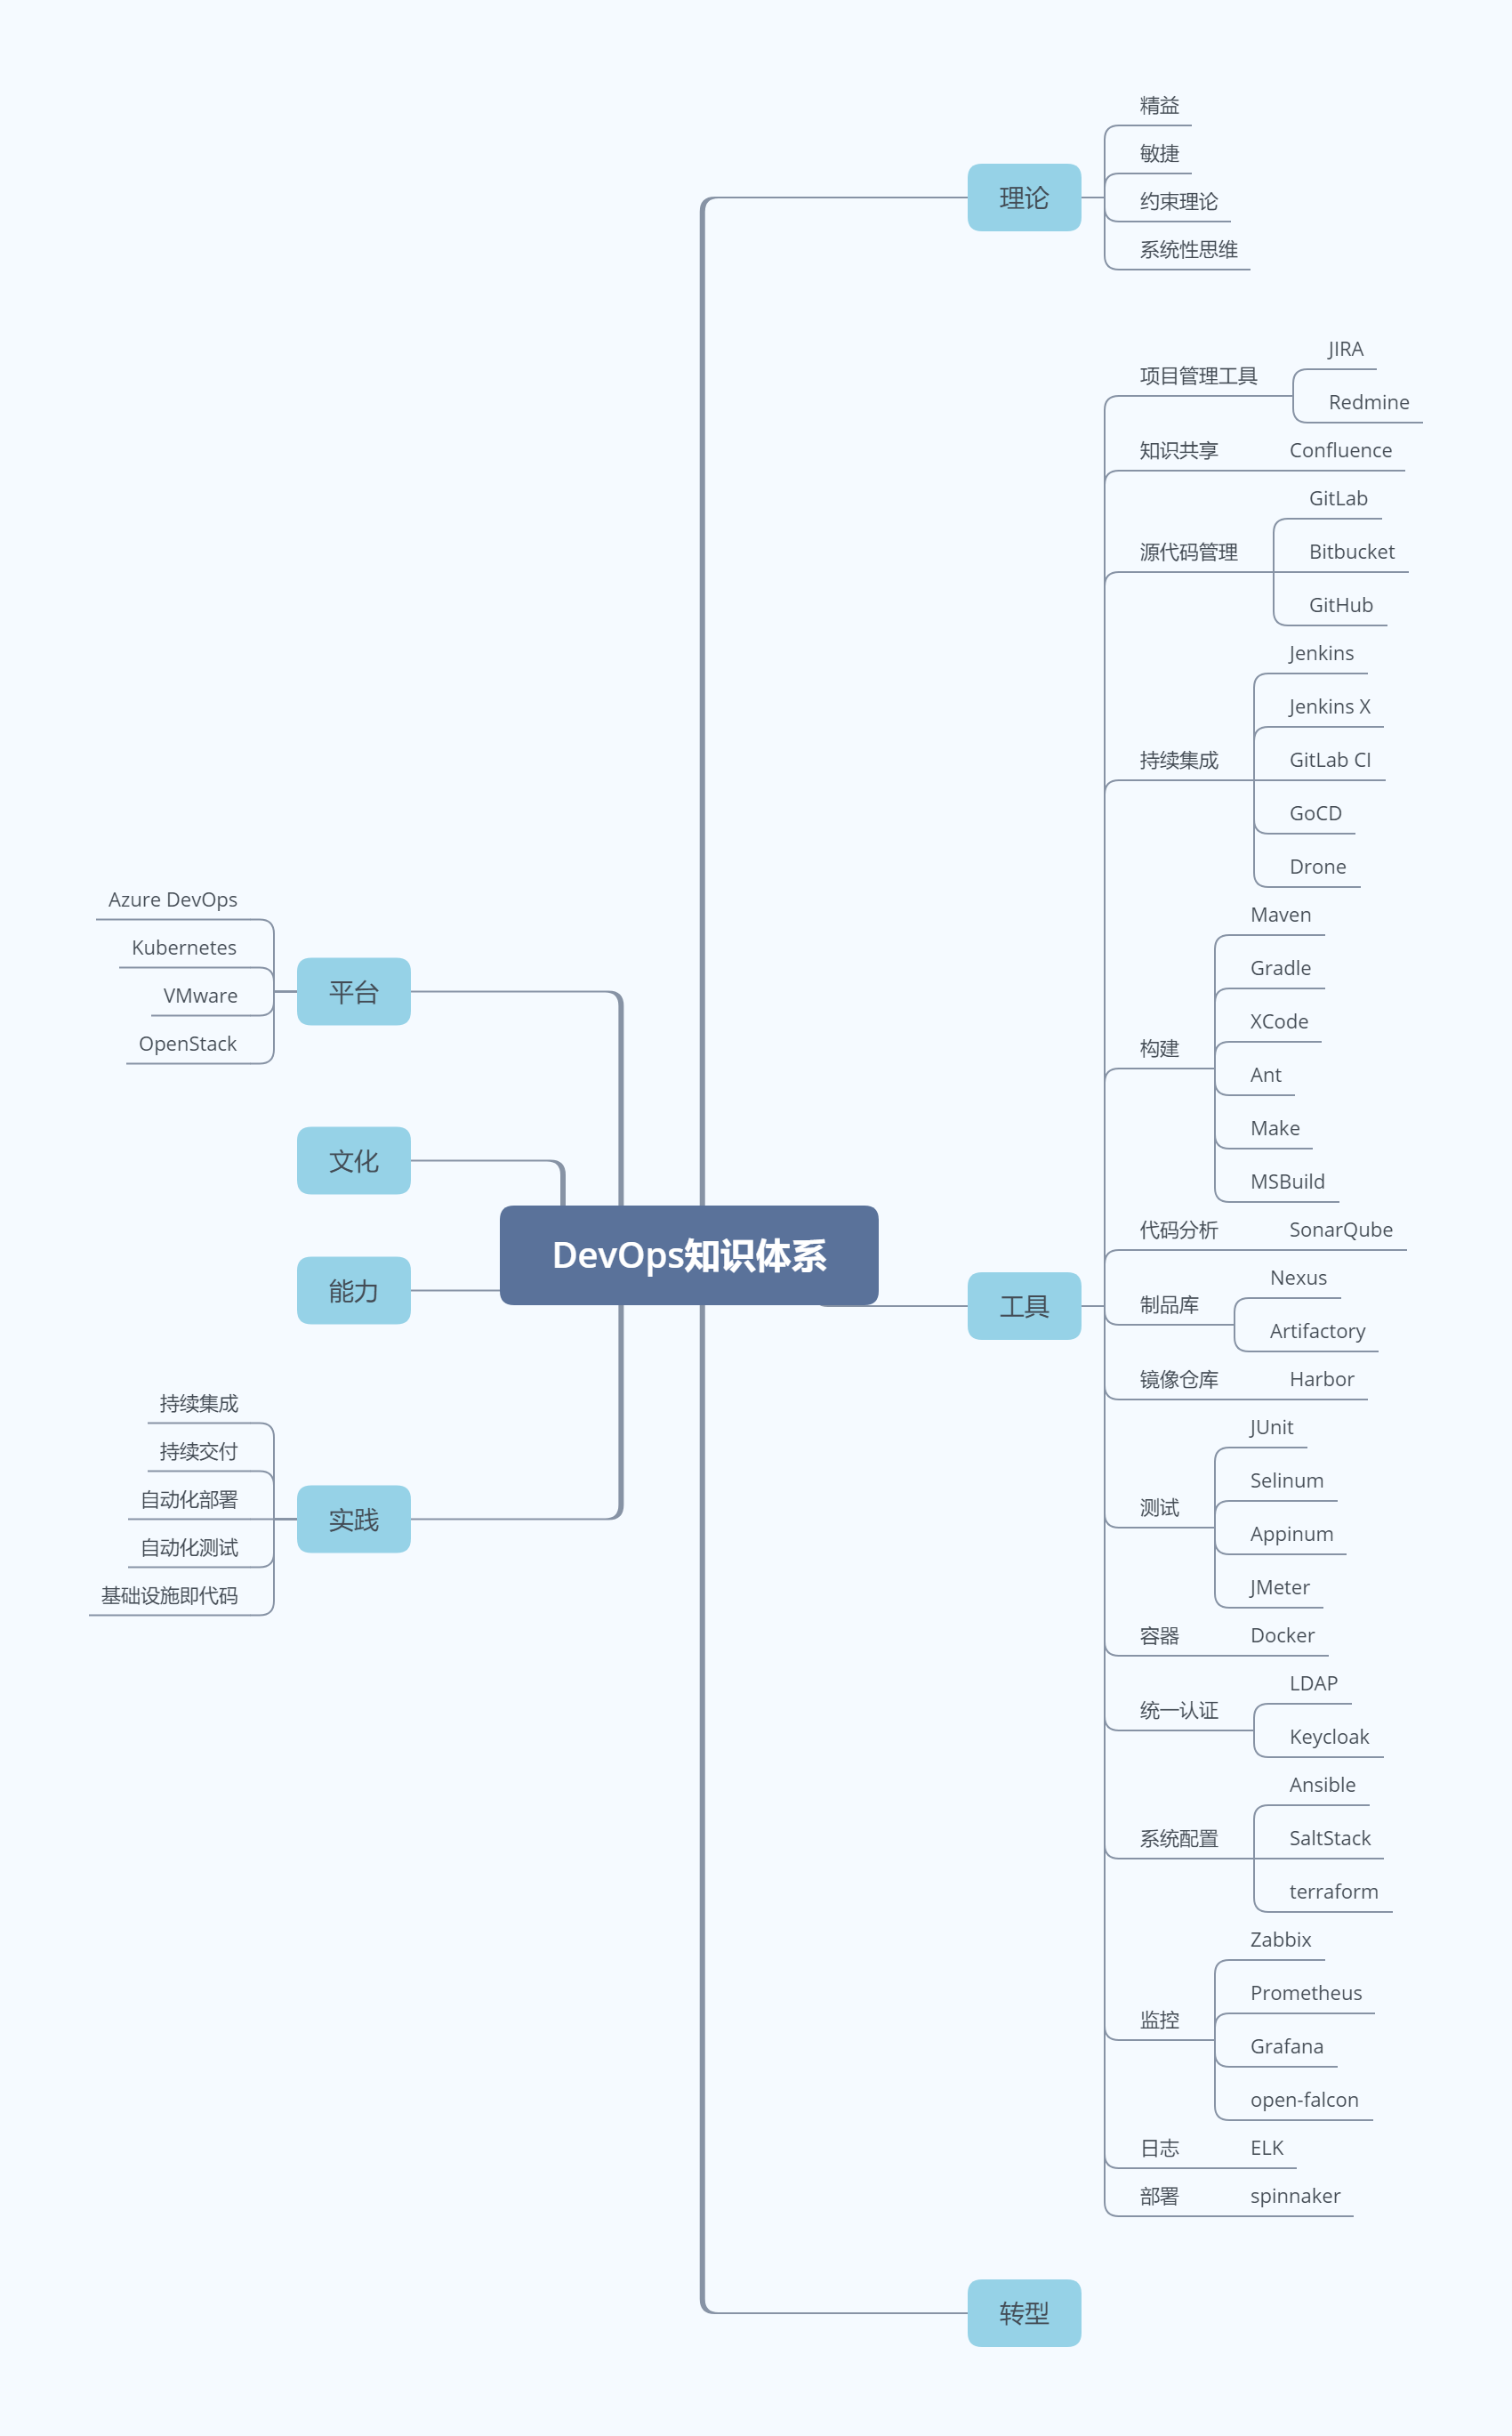 DevOps知识体系
理论
精益
敏捷
约束理论
系统性思维
工具
项目管理工具
JIRA
Redmine
知识共享
Confluence
源代码管理
GitLab
Bitbucket
GitHub
持续集成
Jenkins
Jenkins X
GitLab CI
GoCD
Drone
构建
Maven
Gradle
XCode
Ant
Make
MSBuild
代码分析
SonarQube
制品库
Nexus
Artifactory
镜像仓库
Harbor
测试
JUnit
Selinum
Appinum
JMeter
容器
Docker
统一认证
LDAP
Keycloak
系统配置
Ansible
SaltStack
terraform
监控
Zabbix
Prometheus
Grafana
open-falcon
日志
ELK
部署
spinnaker
转型
平台
Azure DevOps
Kubernetes
VMware
OpenStack
文化
能力
实践
持续集成
持续交付
自动化部署
自动化测试
基础设施即代码